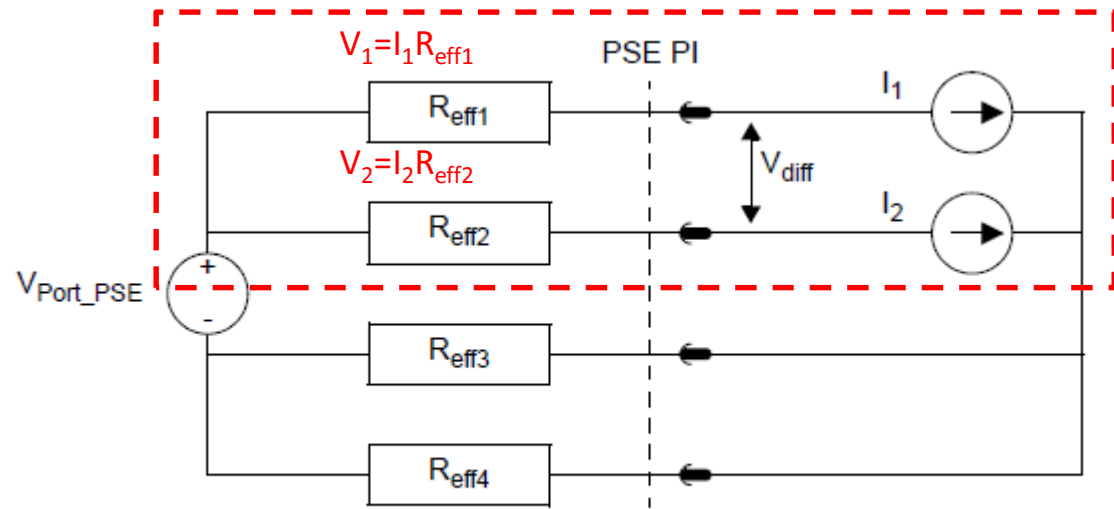 V₁=I₁Reff1
PSE PI
Reff1
I₁
V₂=I₂Reff2
Vdiff
Reff2
I₂
+
VPort_PSE
-
Reff3
Reff4